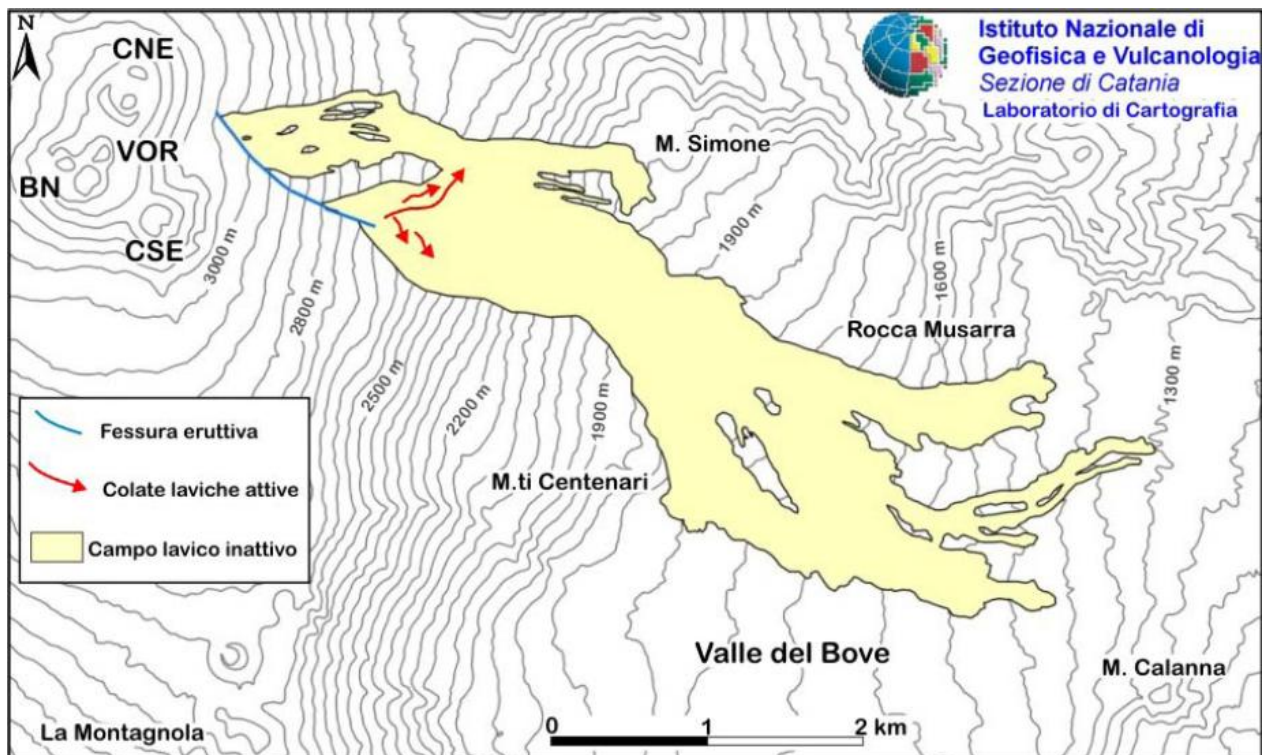 N
CNE
VOR
BN
CSE
Istituto Nazionale di
Geofisica e Vulcanologia
Sezione di Catania
Laboratorio di Cartografia
M. Simone
3000 m
2800 m
2500 m
2200 m
1900 m
1900 m
1600 m
1300 m
Rocca Musarra
M.ti Centenari
Fessura eruttiva
Colate laviche attive
Campo lavico inattivo
Valle del Bove
M. Calanna
La Montagnola
0 1 2 km